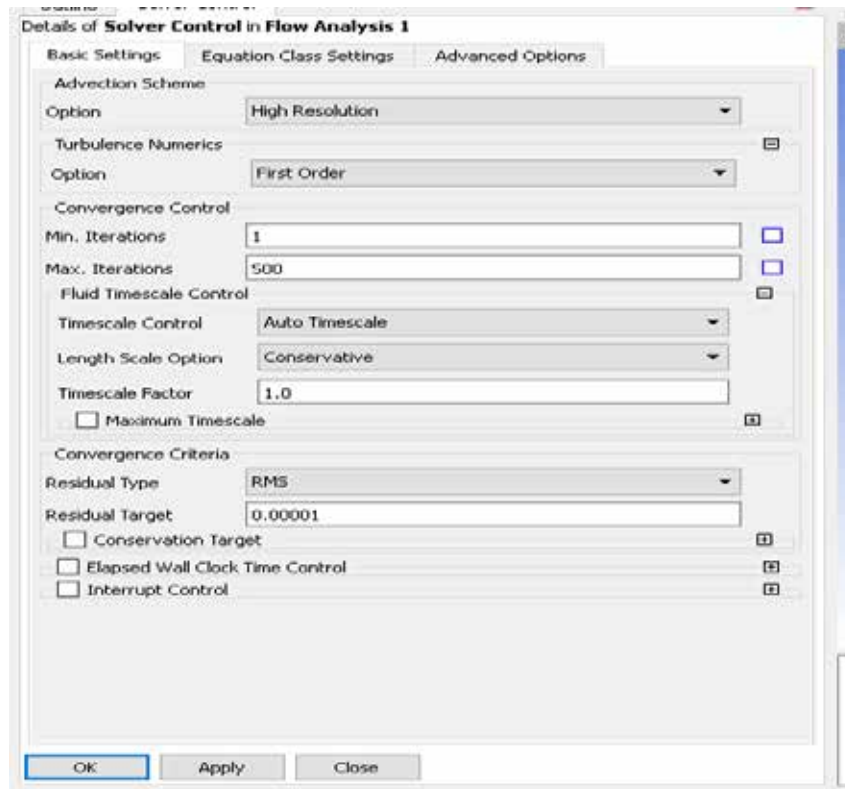 Details of Solver Control in Flow Analysis 1
Basic Settings Equation Class Settings Advanced Options
Advection Scheme
Option High Resolution
Turbulence Numerics
Option First Order
Convergence Control
Min. Iterations 1
Max. Iterations 500
Fluid Timescale Control
Timescale Control Auto Timescale
Length Scale Option Conservative
Timescale Factor 1.0
Maximum Timescale
Convergence Criteria
Residual Type RMS
Residual Target 0.00001
Conservation Target
Elapsed Wall Clock Time Control
Interrupt Control
OK Apply Close